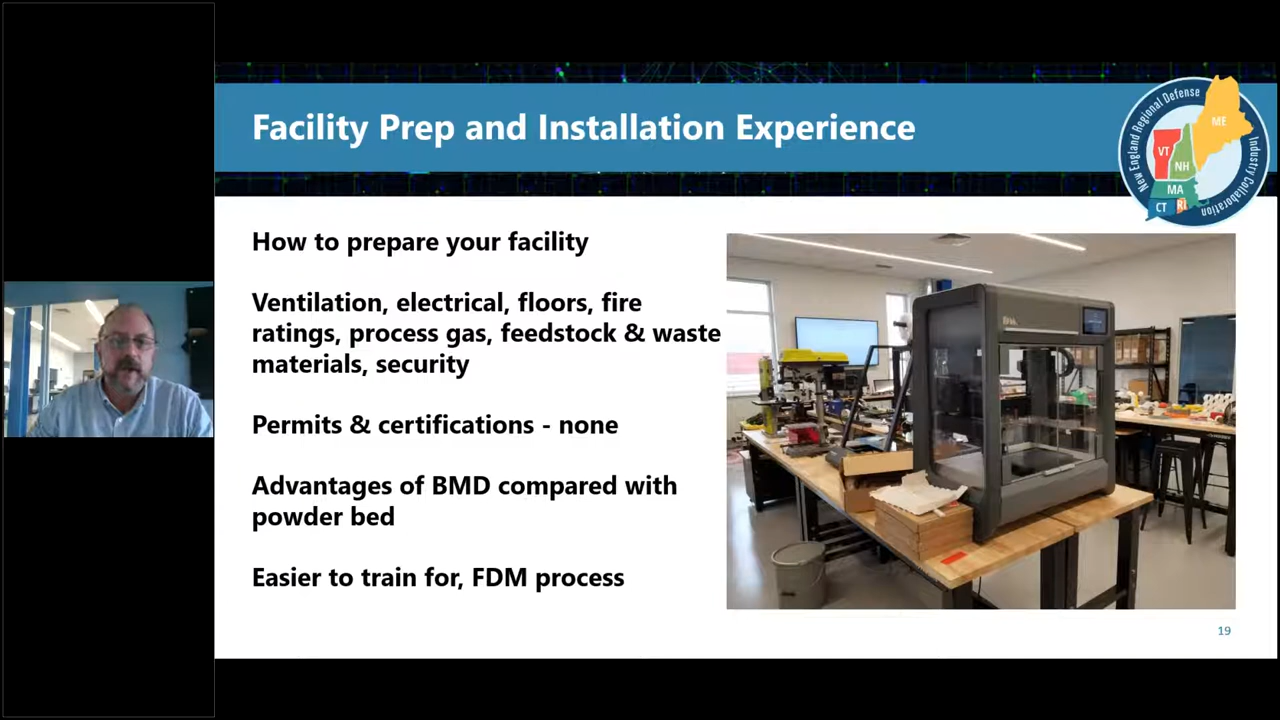 Facility Prep and Installation Experience
New England Regional Defense
Industry Collaboration
ME
VT
NH
MA
CT
RI
How to prepare your facility
Ventilation, electrical, floors, fire
ratings, process gas, feedstock & waste
materials, security
Permits & certifications - none
Advantages of BMD compared with
powder bed
Easier to train for, FDM process
19